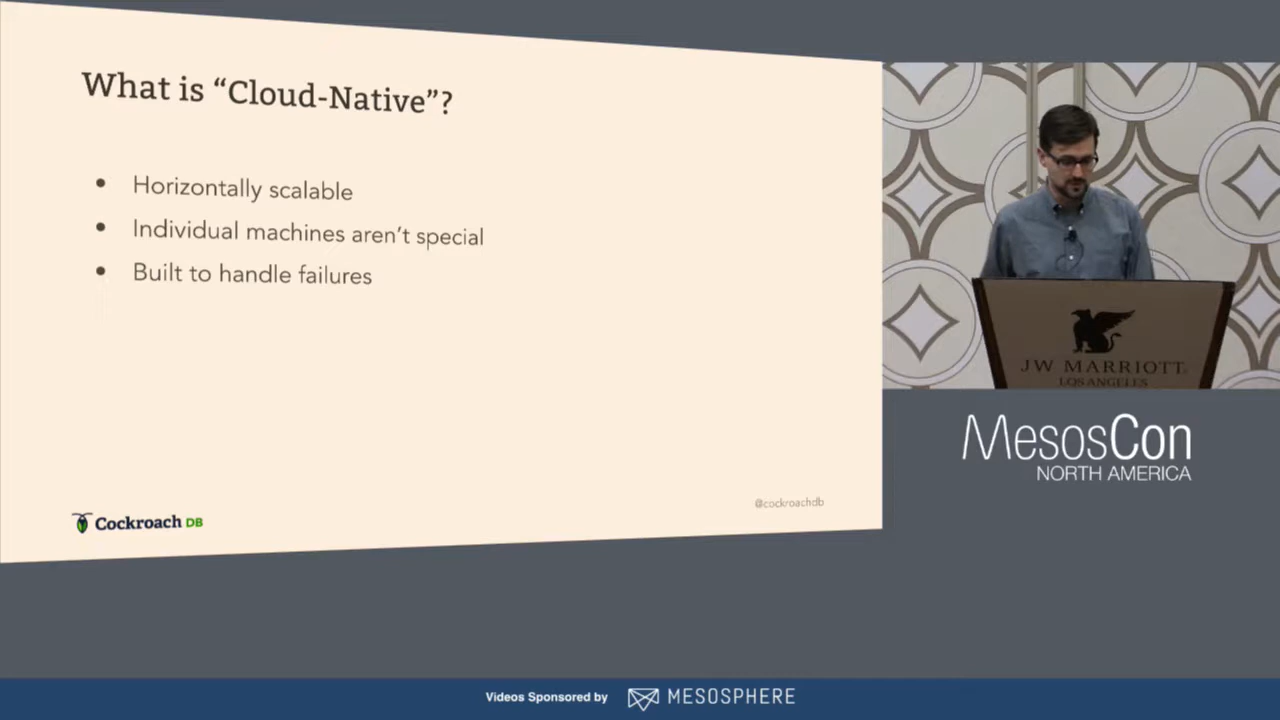 What is “Cloud-Native”?
Horizontally scalable
Individual machines aren’t special
Built to handle failures
@cockroachdb
Cockroach DB
JW MARRIOTT
LOS ANGELES
MesosCon
NORTH AMERICA
Videos Sponsored by MESOSPHERE